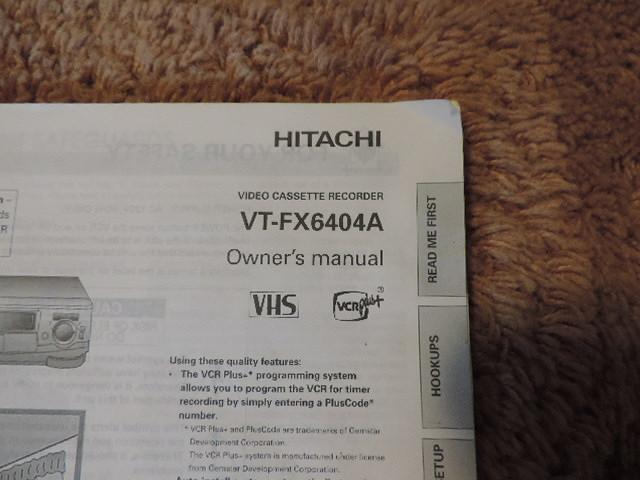 HITACHI
VIDEO CASSETTE RECORDER
VT-FX6404A
Owner's manual
VHS
VCR plus+ ®
READ ME FIRST
HOOKUPS
ETUP
Using these quality features:
• The VCR Plus+* programming system
allows you to program the VCR for timer
recording by simply entering a PlusCode*
number.
* VCR Plus+ and PlusCode are trademarks of Gemstar
Development Corporation.
The VCR Plus+ system is manufactured under license
from Gemstar Development Corporation.